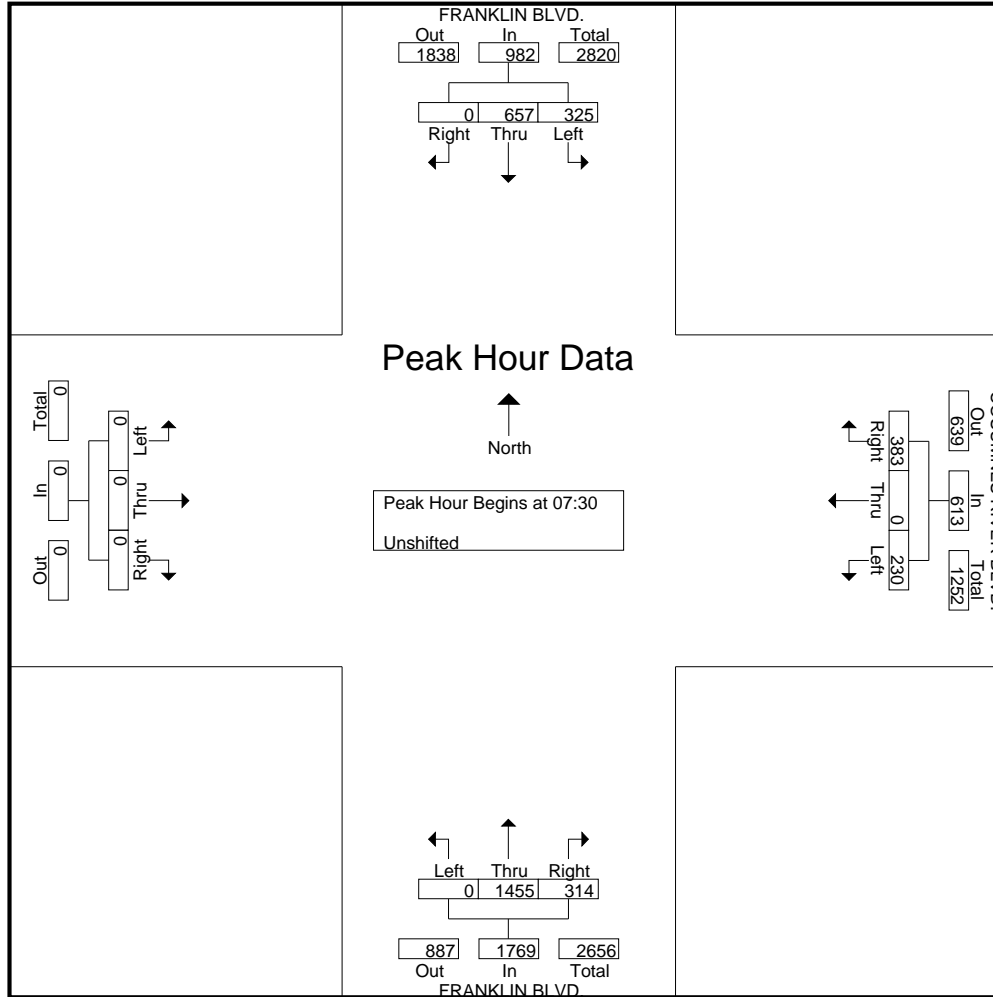 FRANKLIN BLVD.
Out In Total
1838 982 2820
0 657 325
Right Thru Left
Peak Hour Data
North
Peak Hour Begins at 07:30
Unshifted
Total In Out
0 0 0
0 0 0
Left Thru Right
Out In Total
639 613 1252
383 0 230
Right Thru Left
Left Thru Right
0 1455 314
887 1769 2656
Out In Total
FRANKLIN BLVD.